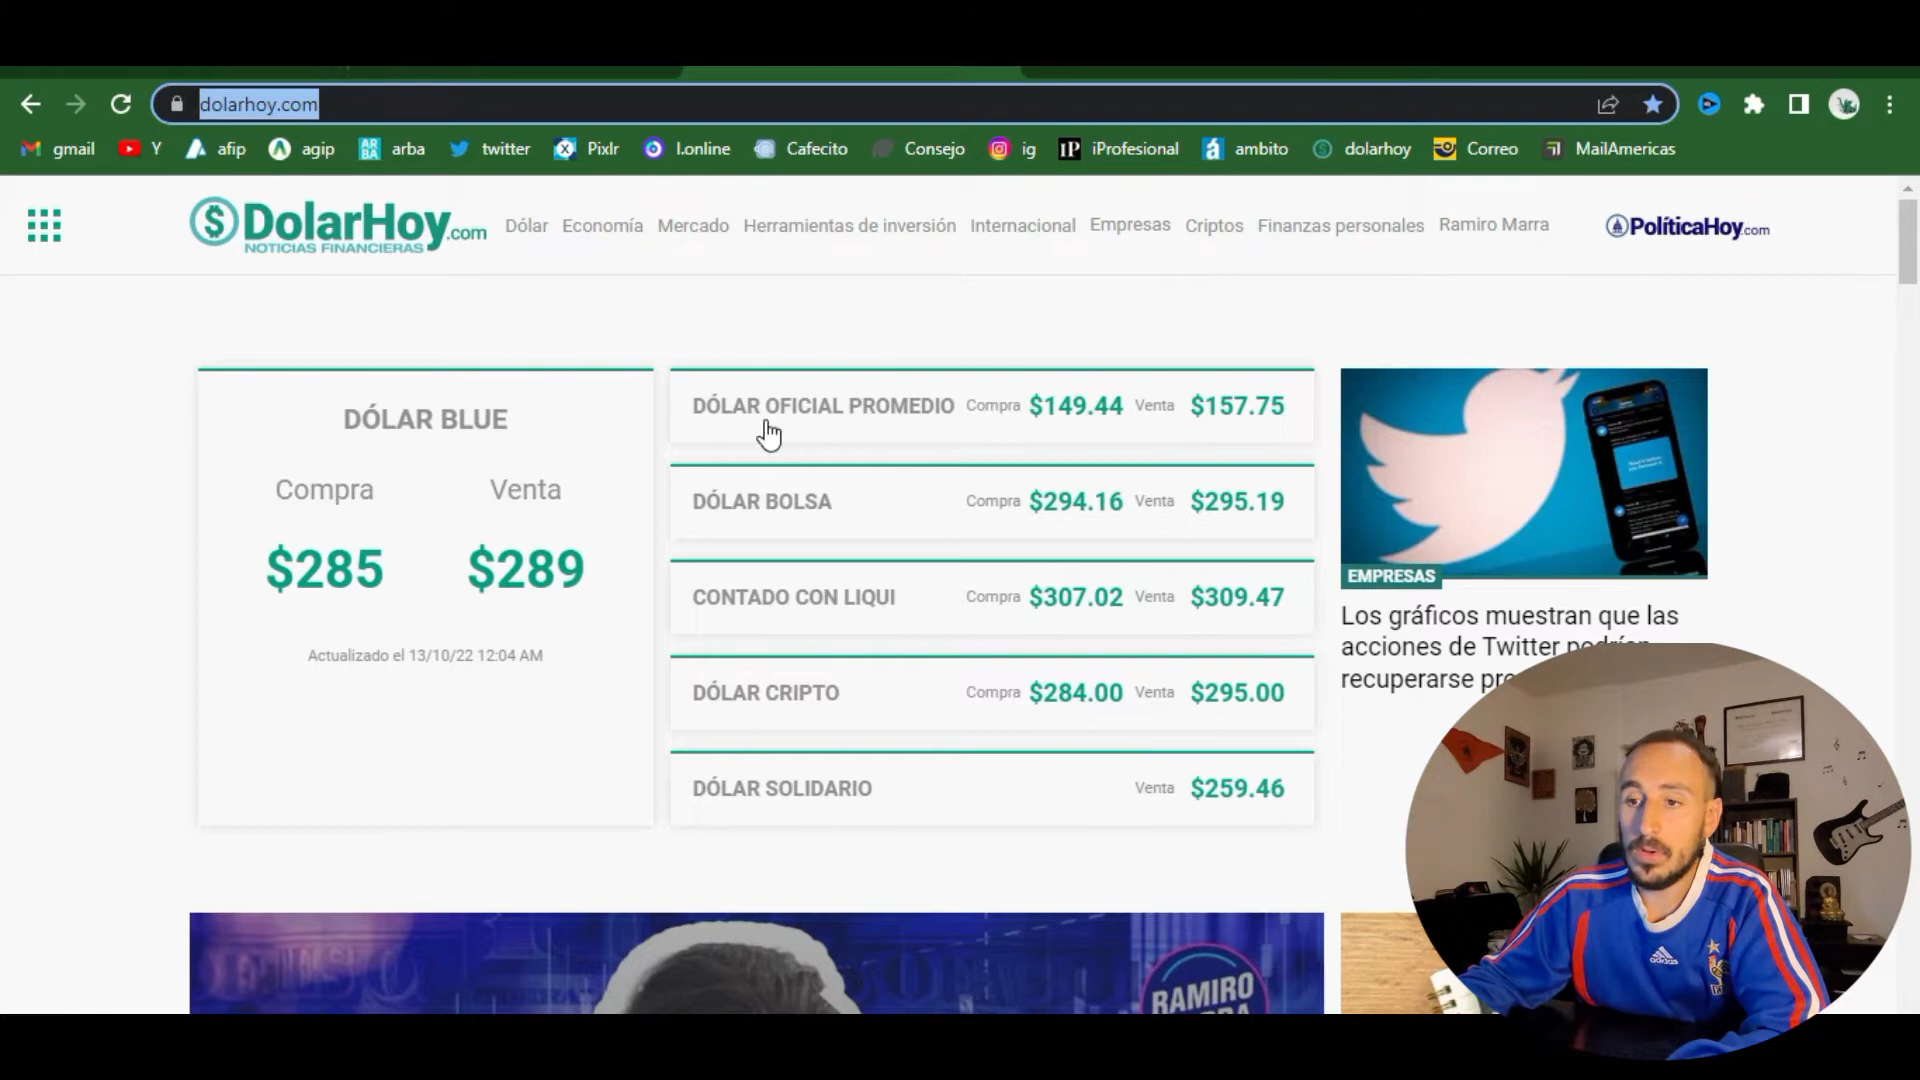 dolarhoy.com
gmail Y afip agip arba twitter Pixlr I.online Cafecito Consejo ig iProfesional ambito dolarhoy Correo MailAmericas
DolarHoy.com
NOTICIAS FINANCIERAS
Dólar Economía Mercado Herramientas de inversión Internacional Empresas Criptos Finanzas personales Ramiro Marra
PolíticaHoy.com
DÓLAR BLUE
Compra Venta
$285 $289
Actualizado el 13/10/22 12:04 AM
DÓLAR OFICIAL PROMEDIO Compra $149.44 Venta $157.75
DÓLAR BOLSA Compra $294.16 Venta $295.19
CONTADO CON LIQUI Compra $307.02 Venta $309.47
DÓLAR CRIPTO Compra $284.00 Venta $295.00
DÓLAR SOLIDARIO Venta $259.46
EMPRESAS
Los gráficos muestran que las
acciones de Twitter podrían
recuperarse
RAMIRO
adidas